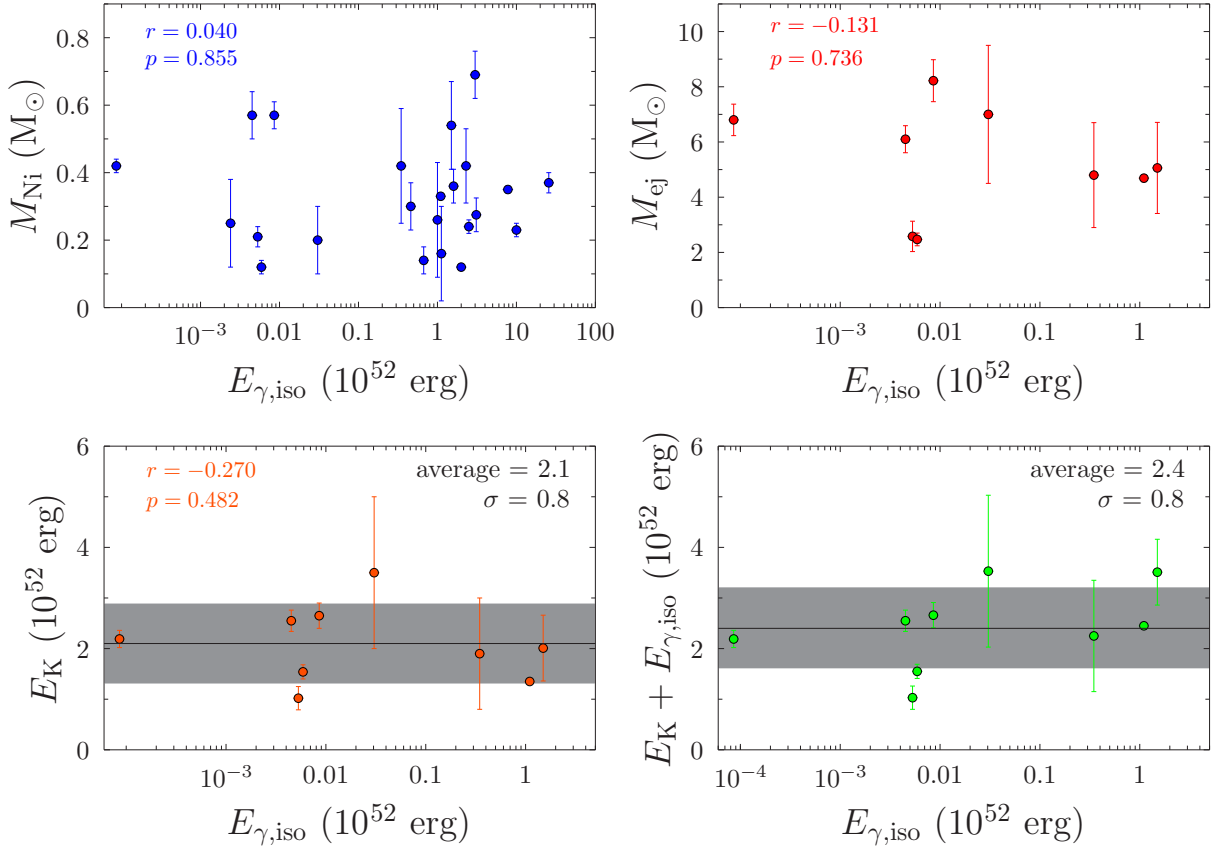 r = 0.040
p = 0.855
M_Ni (M_⊙)
0.8
0.6
0.4
0.2
0
10^−3 0.01 0.1 1 10 100
E_γ,iso (10^52 erg)
r = −0.131
p = 0.736
M_ej (M_⊙)
10
8
6
4
2
0
10^−3 0.01 0.1 1
E_γ,iso (10^52 erg)
r = −0.270
p = 0.482
average = 2.1
σ = 0.8
E_K (10^52 erg)
6
4
2
0
10^−3 0.01 0.1 1
E_γ,iso (10^52 erg)
average = 2.4
σ = 0.8
E_K + E_γ,iso (10^52 erg)
6
4
2
0
10^−4 10^−3 0.01 0.1 1
E_γ,iso (10^52 erg)